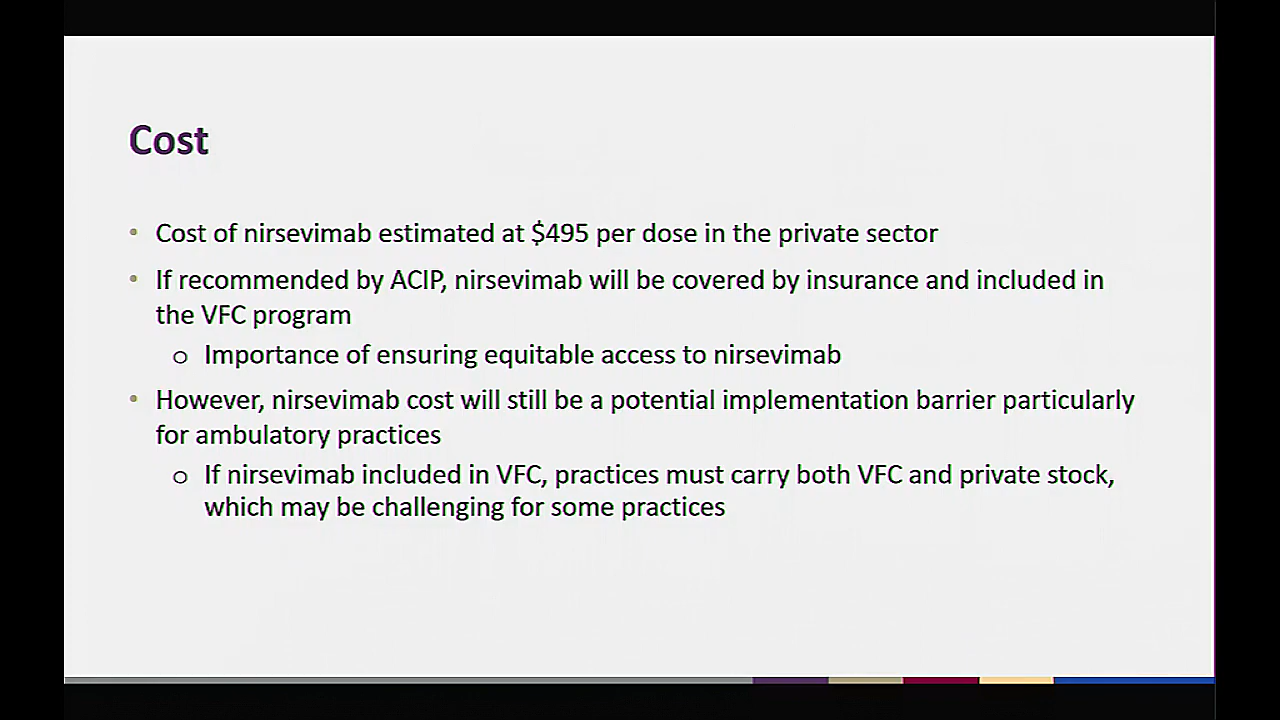 Cost
• Cost of nirsevimab estimated at $495 per dose in the private sector
• If recommended by ACIP, nirsevimab will be covered by insurance and included in
the VFC program
o Importance of ensuring equitable access to nirsevimab
• However, nirsevimab cost will still be a potential implementation barrier particularly
for ambulatory practices
o If nirsevimab included in VFC, practices must carry both VFC and private stock,
which may be challenging for some practices